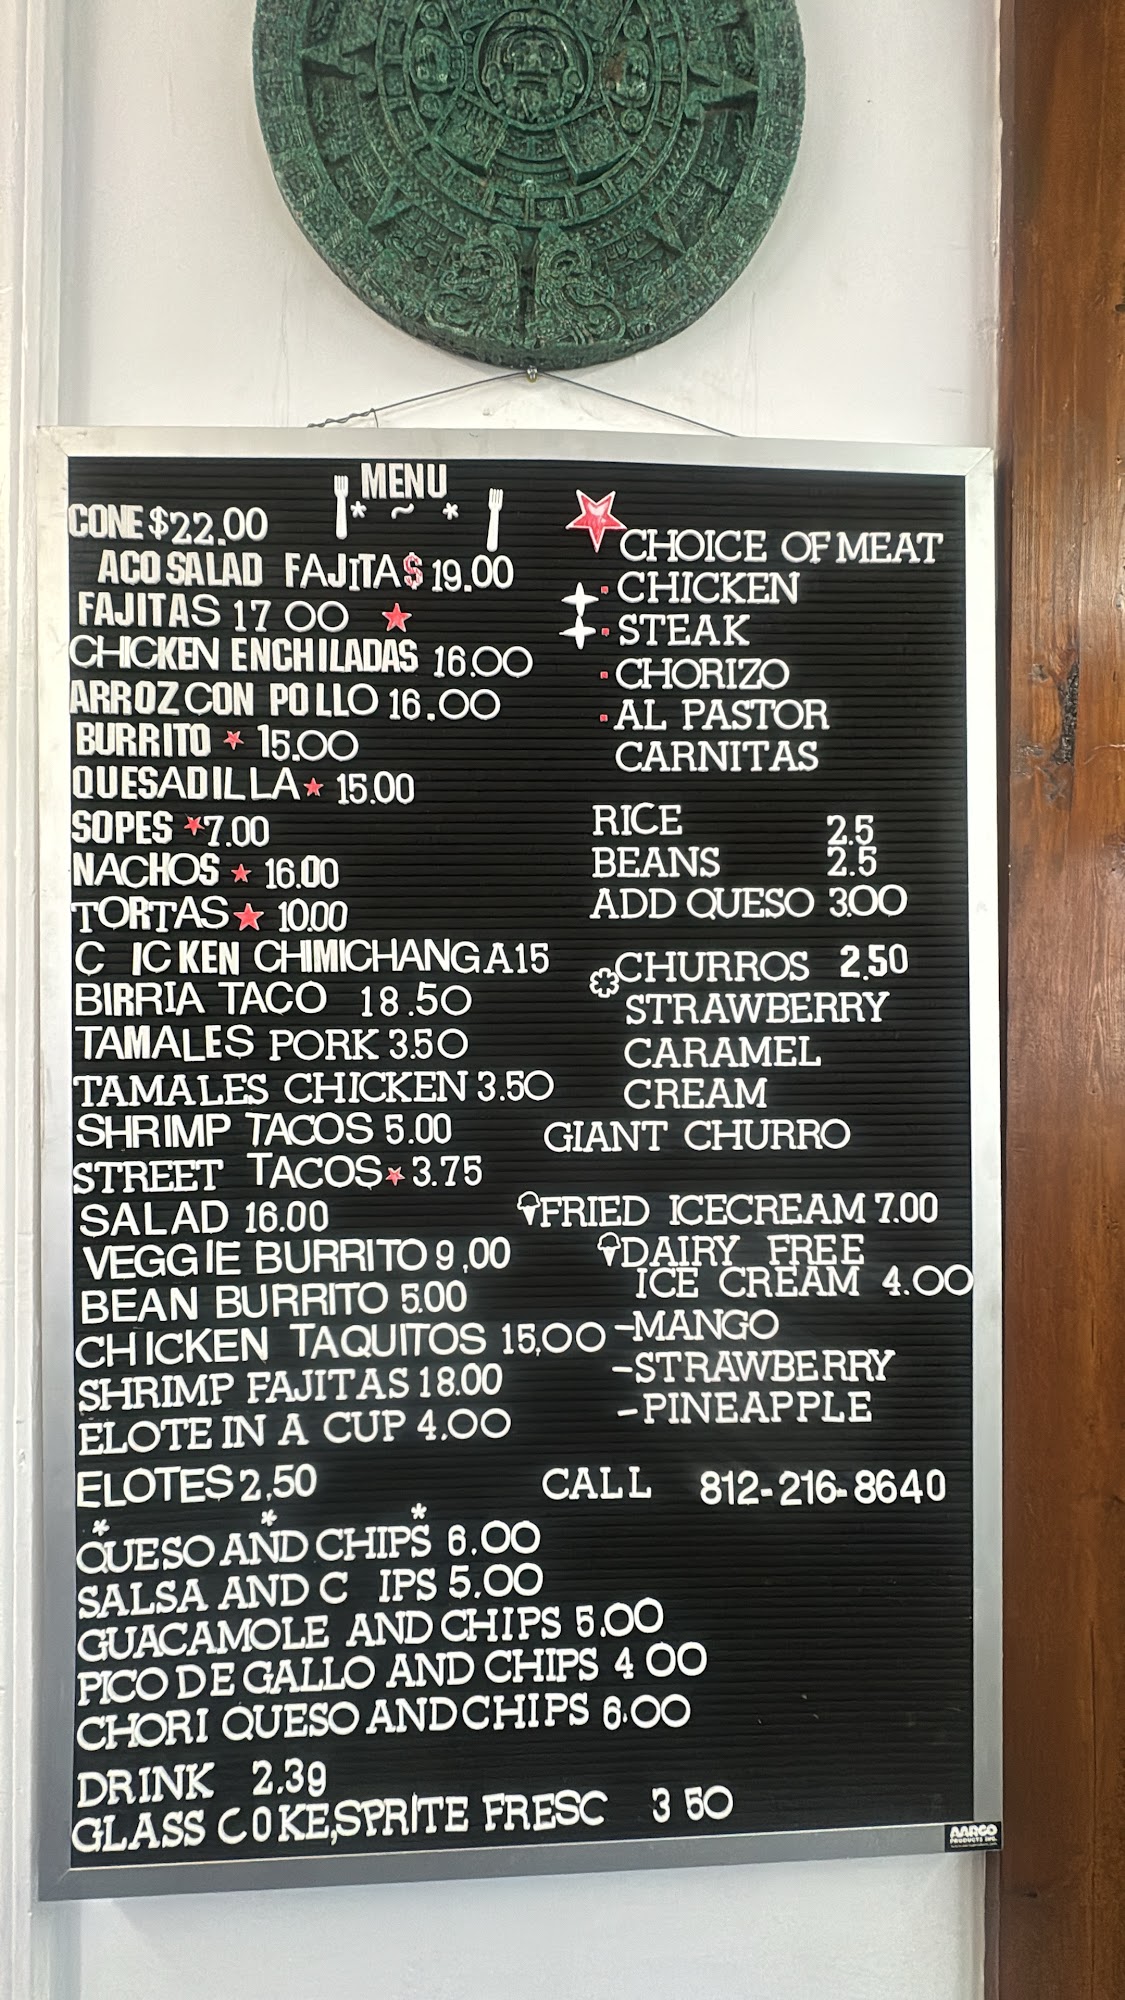 MENU
* ~ *
CONE $22.00
ACO SALAD FAJITA$ 19.00
FAJITAS 17 00
CHICKEN ENCHILADAS 16.00
ARROZ CON POLLO 16.00
BURRITO 15.00
QUESADILLA 15.00
SOPES 7.00
NACHOS 16.00
TORTAS 10.00
C ICKEN CHIMICHANGA 15
BIRRIA TACO 18.50
TAMALES PORK 3.50
TAMALES CHICKEN 3.50
SHRIMP TACOS 5.00
STREET TACOS 3.75
SALAD 16.00
VEGGIE BURRITO 9,00
BEAN BURRITO 5.00
CHICKEN TAQUITOS 15,00
SHRIMP FAJITAS 18.00
ELOTE IN A CUP 4.00
ELOTES 2,50
* * *
QUESO AND CHIPS 6.00
SALSA AND C IPS 5.00
GUACAMOLE AND CHIPS 5.00
PICO DE GALLO AND CHIPS 4 00
CHORI QUESO AND CHIPS 6.00
DRINK 2.39
GLASS COKE,SPRITE FRESC 3 50
CHOICE OF MEAT
CHICKEN
STEAK
CHORIZO
AL PASTOR
CARNITAS
RICE 2.5
BEANS 2.5
ADD QUESO 3.00
CHURROS 2.50
STRAWBERRY
CARAMEL
CREAM
GIANT CHURRO
FRIED ICECREAM 7.00
DAIRY FREE
ICE CREAM 4.00
-MANGO
-STRAWBERRY
-PINEAPPLE
CALL 812-216-8640
AARCO
PRODUCTS INC.